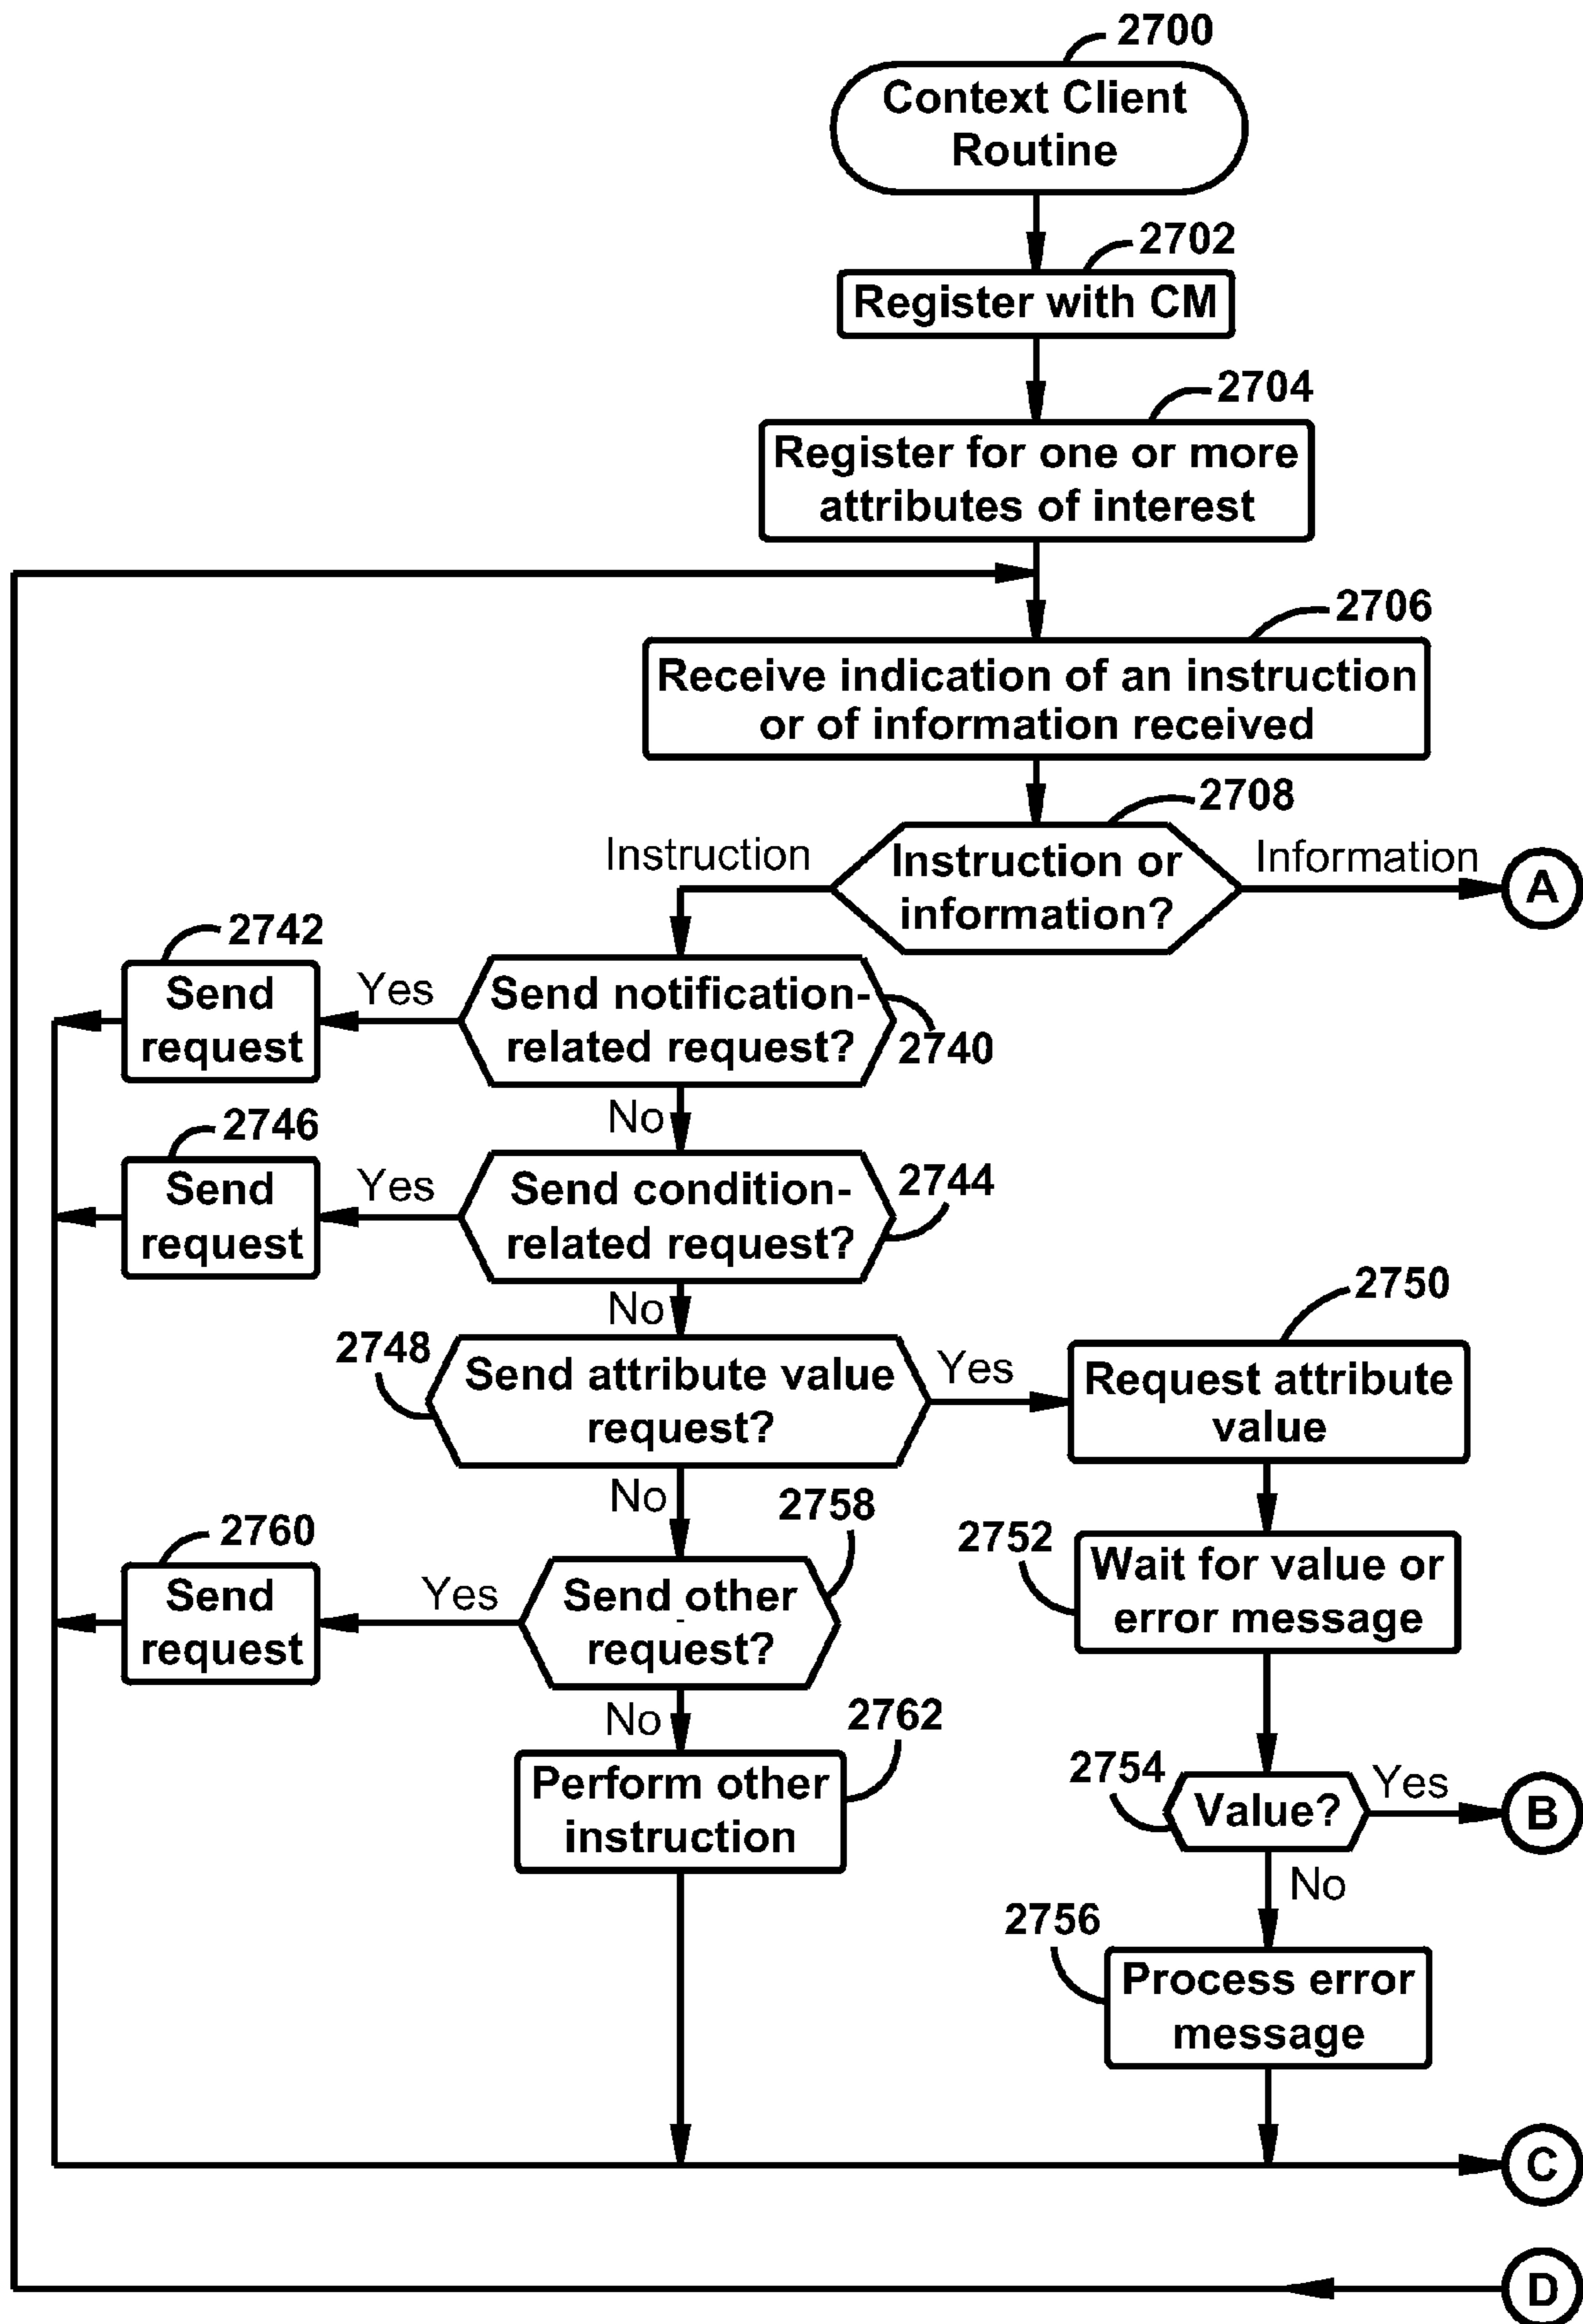 2700
Context Client
Routine
2702
Register with CM
2704
Register for one or more
attributes of interest
2706
Receive indication of an instruction
or of information received
2708
Instruction
Instruction or
information?
Information
A
2742
Send
request
Yes
Send notification-
related request?
2740
No
2746
Send
request
Yes
Send condition-
related request?
2744
No
2748
Send attribute value
request?
Yes
2750
Request attribute
value
No
2752
Wait for value or
error message
2758
2760
Send
request
Yes
Send other
request?
No
2762
Perform other
instruction
2754
Value?
Yes
B
No
2756
Process error
message
C
D